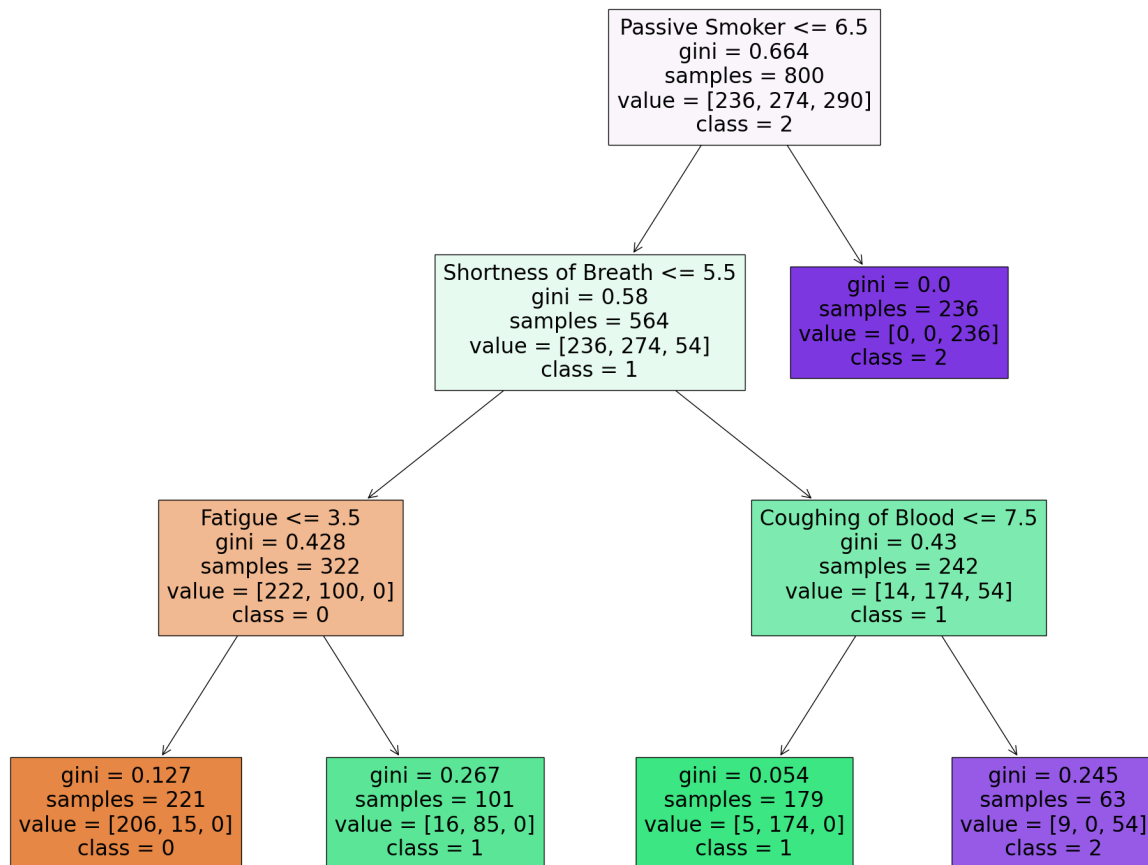 Passive Smoker <= 6.5
gini = 0.664
samples = 800
value = [236, 274, 290]
class = 2
Shortness of Breath <= 5.5
gini = 0.58
samples = 564
value = [236, 274, 54]
class = 1
gini = 0.0
samples = 236
value = [0, 0, 236]
class = 2
Fatigue <= 3.5
gini = 0.428
samples = 322
value = [222, 100, 0]
class = 0
Coughing of Blood <= 7.5
gini = 0.43
samples = 242
value = [14, 174, 54]
class = 1
gini = 0.127
samples = 221
value = [206, 15, 0]
class = 0
gini = 0.267
samples = 101
value = [16, 85, 0]
class = 1
gini = 0.054
samples = 179
value = [5, 174, 0]
class = 1
gini = 0.245
samples = 63
value = [9, 0, 54]
class = 2